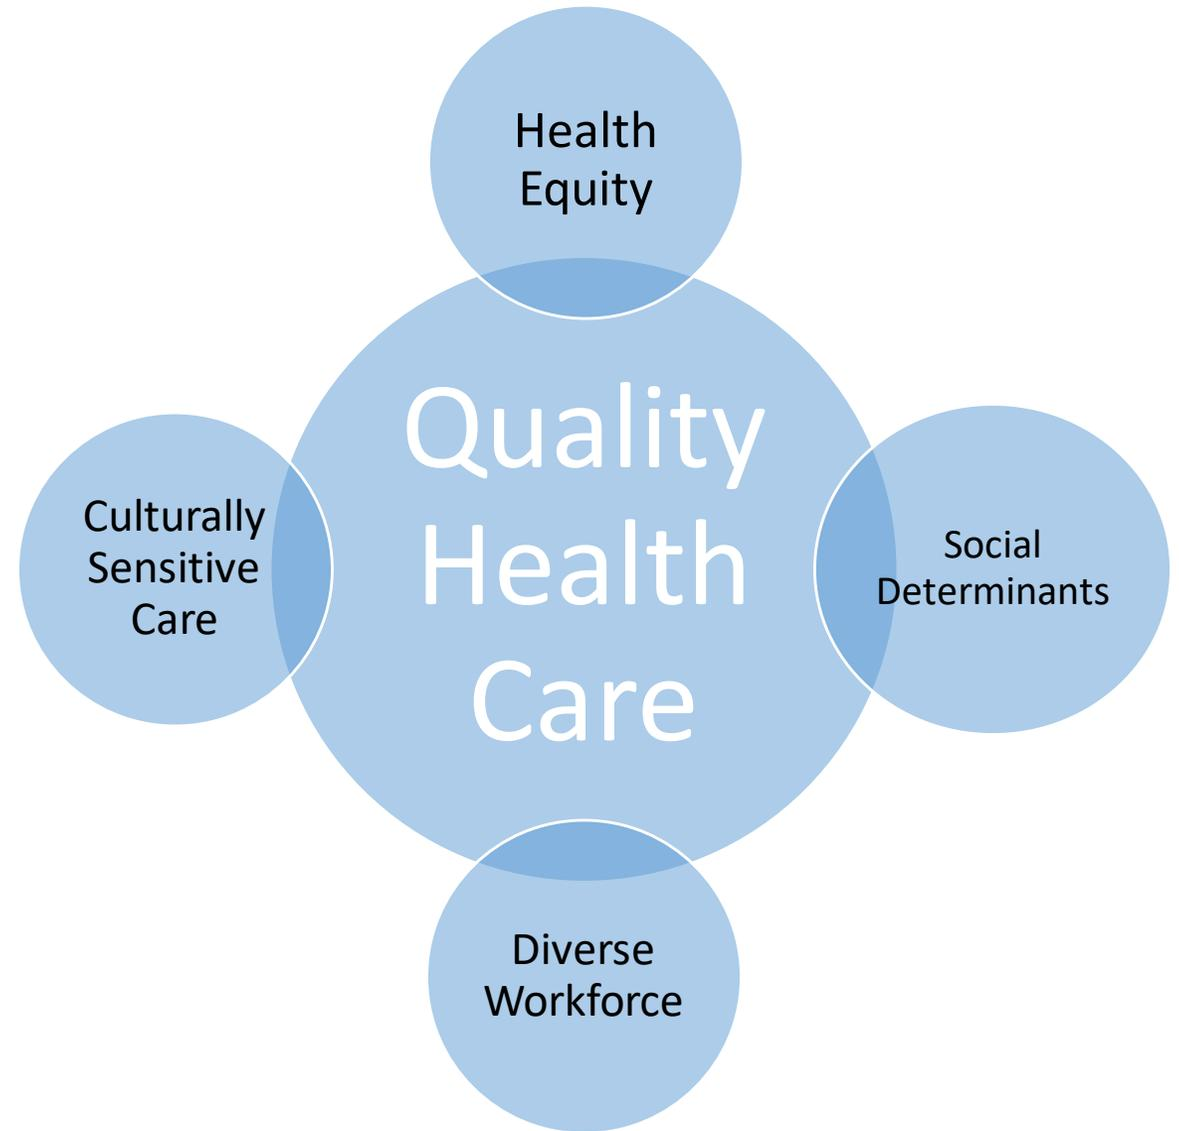 Health
Equity
Quality
Health
Care
Culturally
Sensitive
Care
Social
Determinants
Diverse
Workforce